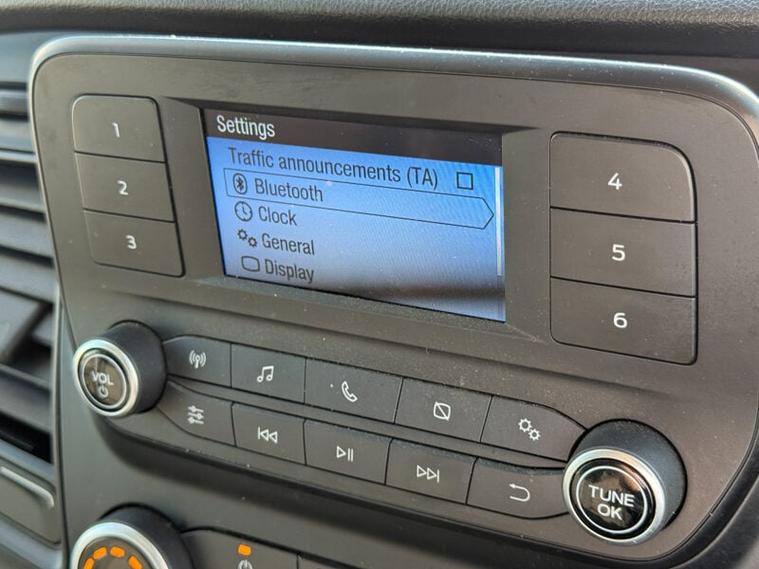 Settings
Traffic announcements (TA)
Bluetooth
Clock
General
Display
1
2
3
4
5
6
VOL
TUNE
OK